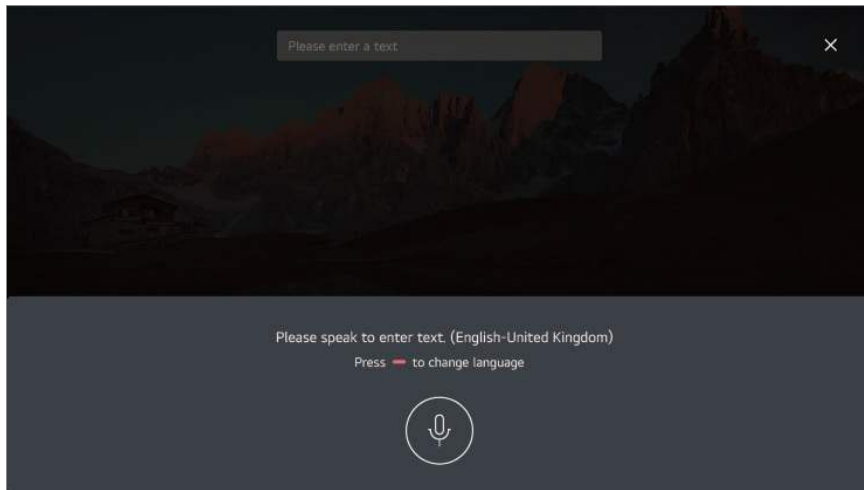 Please enter a text
Please speak to enter text. (English-United Kingdom)
Press to change language